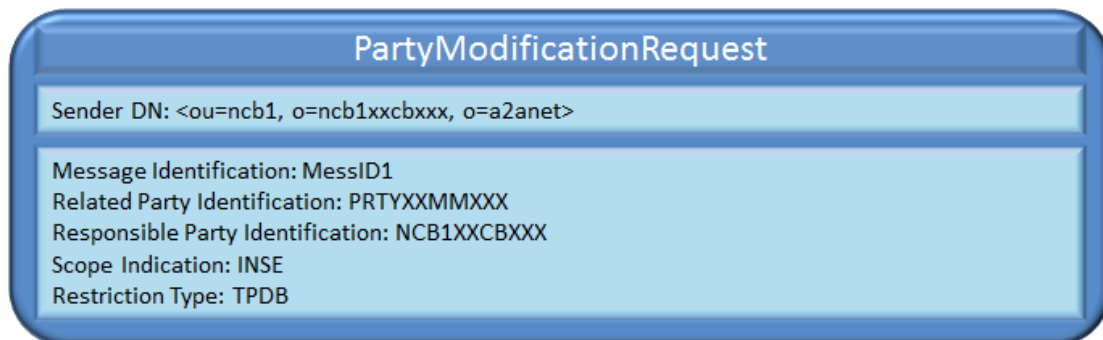 PartyModificationRequest
Sender DN: <ou=ncb1, o=ncb1xxcbxxx, o=a2anet>
Message Identification: MessID1
Related Party Identification: PRTYXXMMXXX
Responsible Party Identification: NCB1XXCBXXX
Scope Indication: INSE
Restriction Type: TPDB